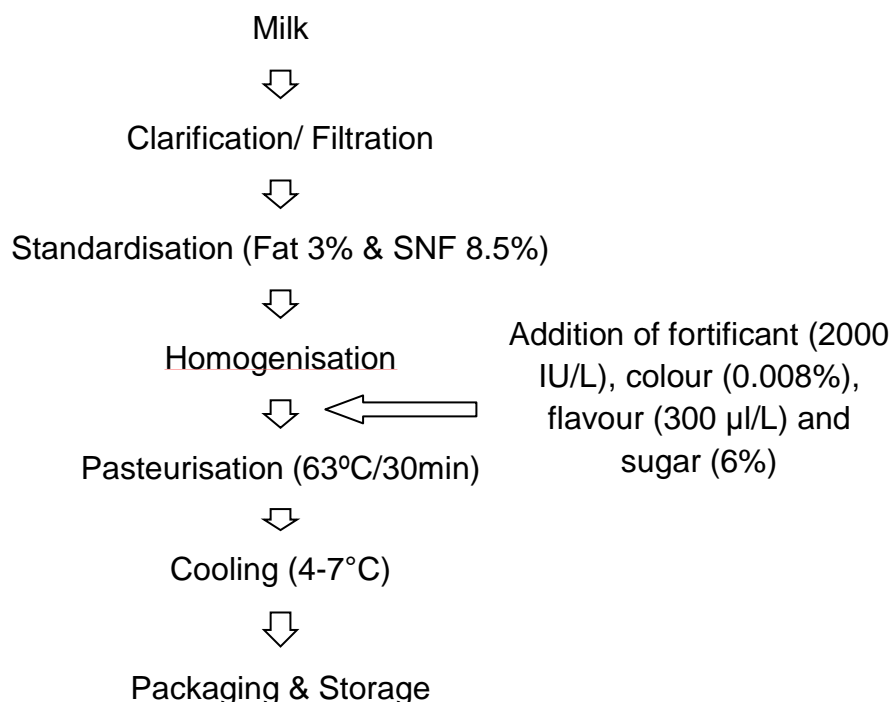 Milk
Clarification/ Filtration
Standardisation (Fat 3% & SNF 8.5%)
Homogenisation
Addition of fortificant (2000
IU/L), colour (0.008%),
flavour (300 µl/L) and
sugar (6%)
Pasteurisation (63ºC/30min)
Cooling (4-7°C)
Packaging & Storage